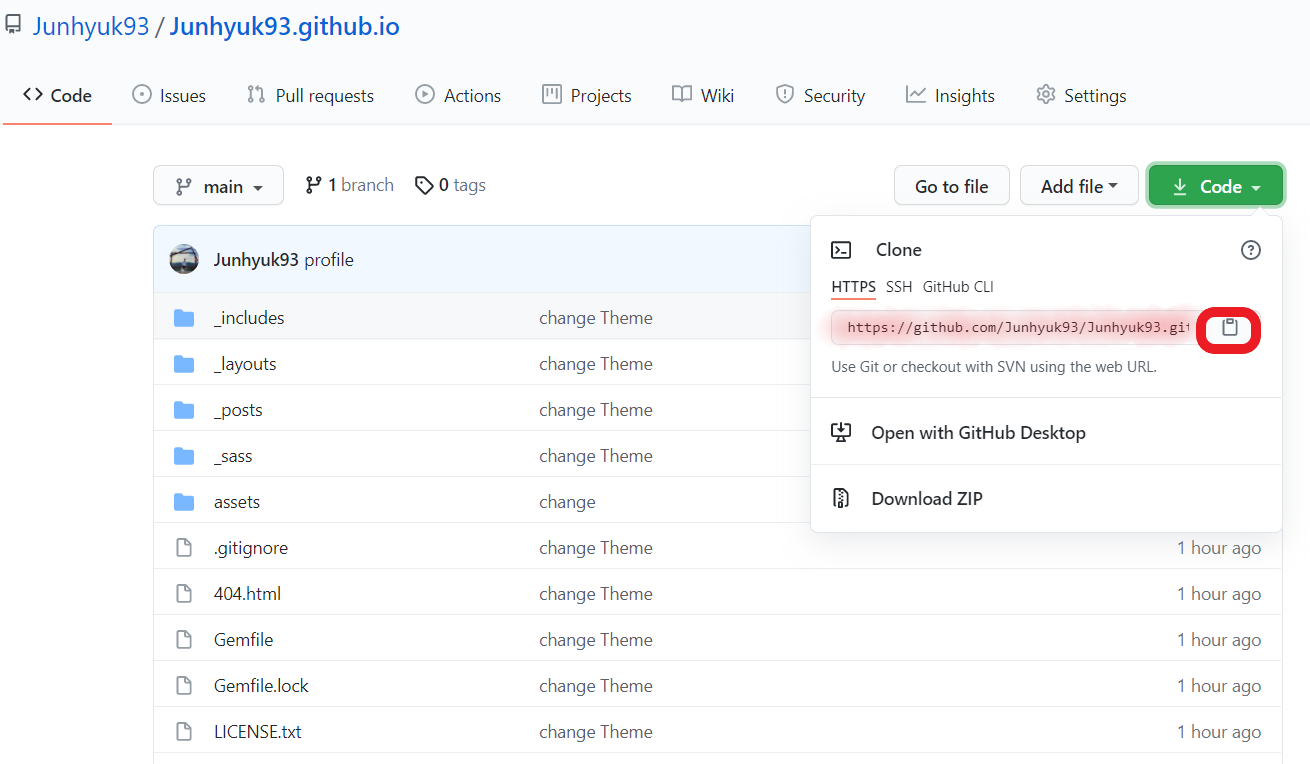 Junhyuk93 / Junhyuk93.github.io
Code Issues Pull requests Actions Projects Wiki Security Insights Settings
main 1 branch 0 tags Go to file Add file Code
Junhyuk93 profile
Clone
HTTPS SSH GitHub CLI
https://github.com/Junhyuk93/Junhyuk93.git
Use Git or checkout with SVN using the web URL.
Open with GitHub Desktop
Download ZIP
_includes change Theme
_layouts change Theme
_posts change Theme
_sass change Theme
assets change
.gitignore change Theme 1 hour ago
404.html change Theme 1 hour ago
Gemfile change Theme 1 hour ago
Gemfile.lock change Theme 1 hour ago
LICENSE.txt change Theme 1 hour ago